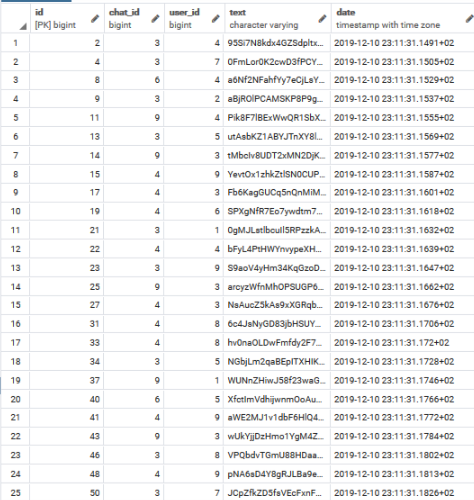 id chat_id user_id text date
[PK] bigint bigint bigint character varying timestamp with time zone
1 2 3 4 95Si7N8kdx4GZSdpltx... 2019-12-10 23:11:31.1491+02
2 4 3 7 0FmLor0K2cwD3fPCY... 2019-12-10 23:11:31.1505+02
3 8 6 4 a6Nf2NFahfYy7eCjLsY... 2019-12-10 23:11:31.1529+02
4 9 3 2 aBjROlPCAMSKP8P9g... 2019-12-10 23:11:31.1537+02
5 11 9 4 Pik8F7lBExWwQR1SbX... 2019-12-10 23:11:31.1555+02
6 13 3 5 utAsbKZ1ABYJTnXY8l... 2019-12-10 23:11:31.1569+02
7 14 9 3 tMbcIv8UDT2xMN2DjK... 2019-12-10 23:11:31.1577+02
8 15 4 9 YevtOx1zhkZtlSN0CUP... 2019-12-10 23:11:31.1587+02
9 17 4 3 Fb6KagGUCq5nQnMiM... 2019-12-10 23:11:31.1601+02
10 19 4 6 SPXgNfR7Eo7ywdtm7... 2019-12-10 23:11:31.1618+02
11 21 3 1 0gMJLstlbouIl5RPzzkA... 2019-12-10 23:11:31.1632+02
12 22 4 4 bFyL4PtHWYnvypeXH... 2019-12-10 23:11:31.1639+02
13 23 3 9 S9aoV4yHm34KqGzoD... 2019-12-10 23:11:31.1647+02
14 25 9 3 arcyzWfnMhOPSUGP6... 2019-12-10 23:11:31.1662+02
15 27 4 3 NsAucZ5kAs9xXGRqb... 2019-12-10 23:11:31.1676+02
16 31 4 8 6c4JsNyGD83jbHSUY... 2019-12-10 23:11:31.1706+02
17 33 4 8 hv0naOLDwFmfdy2F7... 2019-12-10 23:11:31.172+02
18 34 3 5 NGbjLm2qaBEpITXHIK... 2019-12-10 23:11:31.1728+02
19 37 9 1 WUNnZHiwJ58f23waG... 2019-12-10 23:11:31.1746+02
20 40 6 5 XfctImVdhijwnmOoAu... 2019-12-10 23:11:31.1766+02
21 41 4 9 aWE2MJ1v1dbF6HlQ4... 2019-12-10 23:11:31.1772+02
22 43 9 3 wUkYjjDzHmo1YgM4Z... 2019-12-10 23:11:31.1784+02
23 46 3 8 VPQbdvTGmU88HDaa... 2019-12-10 23:11:31.1802+02
24 48 4 9 pNA6aD4Y8gRJLBa9e... 2019-12-10 23:11:31.1813+02
25 50 3 7 JCpZfkZD5fsVEcFxnF... 2019-12-10 23:11:31.1826+02